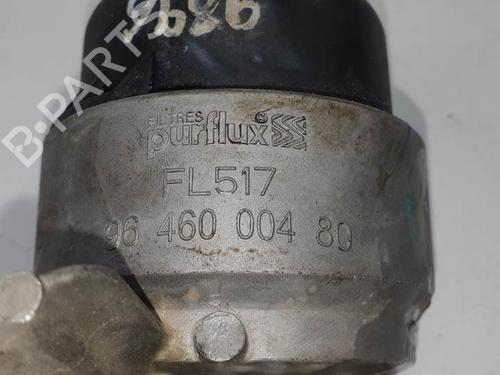 9686
B-PARTS
FILTRES
purflux
FL517
96 460 004 80